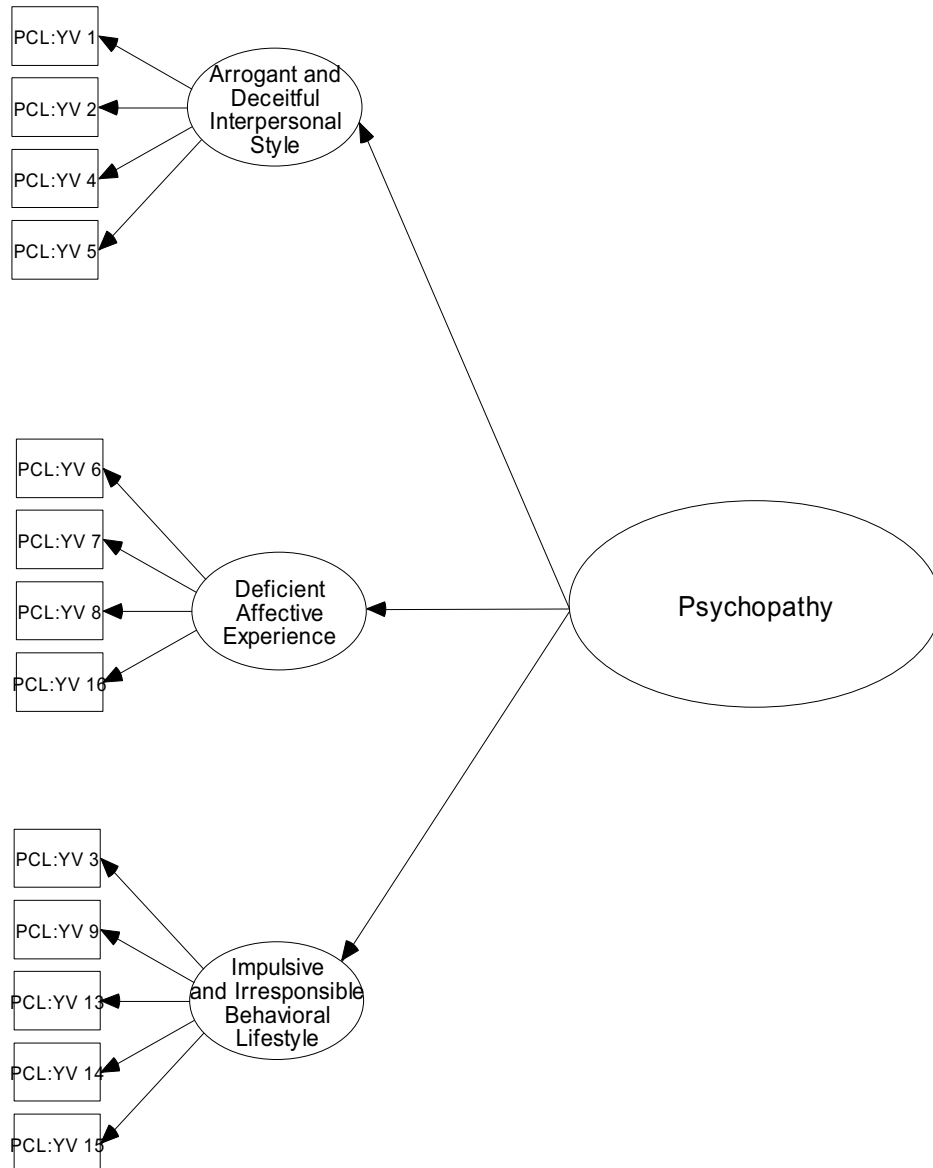 PCL:YV 1
PCL:YV 2
PCL:YV 4
PCL:YV 5
Arrogant and
Deceitful
Interpersonal
Style
PCL:YV 6
PCL:YV 7
PCL:YV 8
PCL:YV 16
Deficient
Affective
Experience
Psychopathy
PCL:YV 3
PCL:YV 9
PCL:YV 13
PCL:YV 14
PCL:YV 15
Impulsive
and Irresponsible
Behavioral
Lifestyle